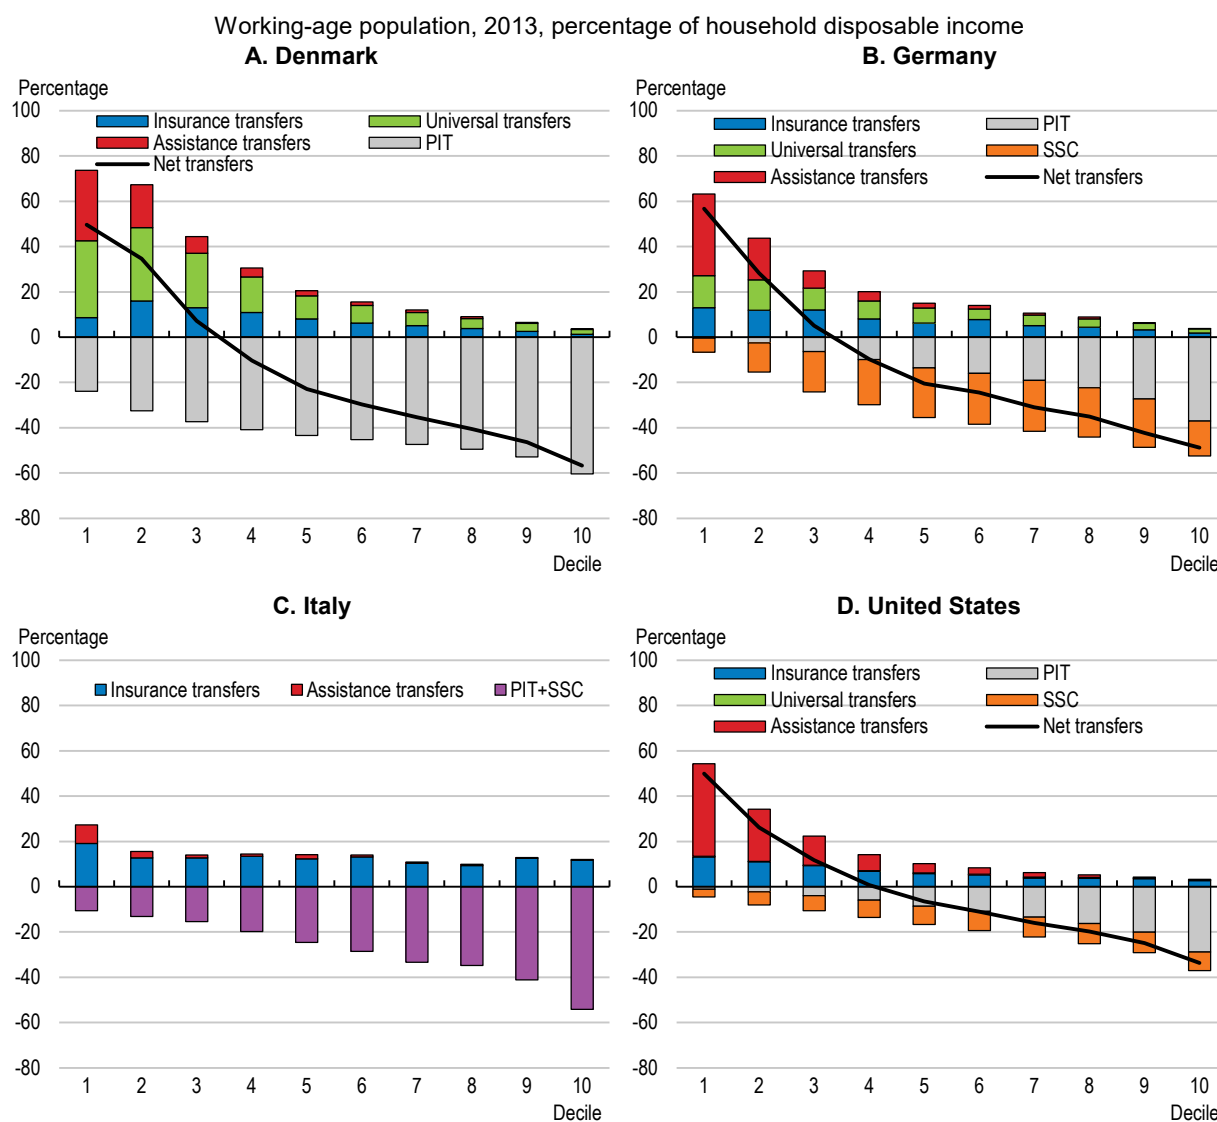 Working-age population, 2013, percentage of household disposable income
A. Denmark
Percentage
100
80
60
40
20
0
-20
-40
-60
-80
Insurance transfers
Universal transfers
Assistance transfers
PIT
Net transfers
1 2 3 4 5 6 7 8 9 10
Decile
B. Germany
Percentage
100
80
60
40
20
0
-20
-40
-60
-80
Insurance transfers
PIT
Universal transfers
SSC
Assistance transfers
Net transfers
1 2 3 4 5 6 7 8 9 10
Decile
C. Italy
Percentage
100
80
60
40
20
0
-20
-40
-60
-80
Insurance transfers
Assistance transfers
PIT+SSC
1 2 3 4 5 6 7 8 9 10
Decile
D. United States
Percentage
100
80
60
40
20
0
-20
-40
-60
-80
Insurance transfers
PIT
Universal transfers
SSC
Assistance transfers
Net transfers
1 2 3 4 5 6 7 8 9 10
Decile